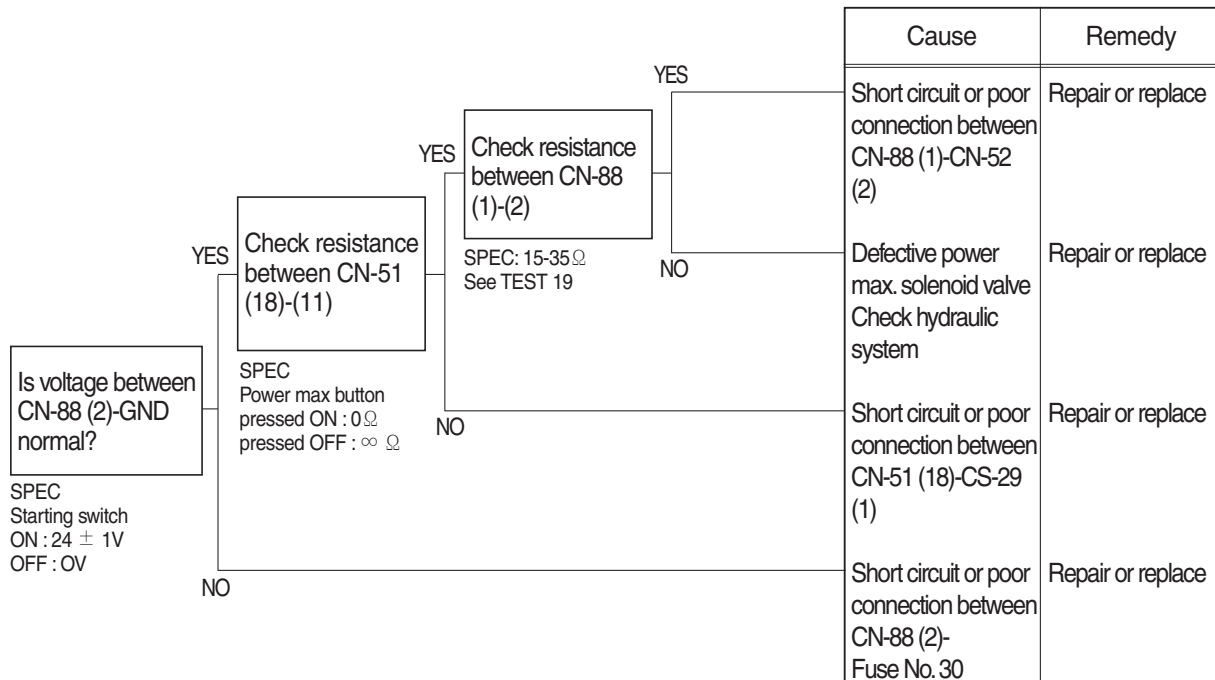 Cause
Remedy
YES
Short circuit or poor
connection between
CN-88 (1)-CN-52
(2)
Repair or replace
YES
Check resistance
between CN-88
(1)-(2)
SPEC: 15-35Ω
See TEST 19
NO
Defective power
max. solenoid valve
Check hydraulic
system
Repair or replace
YES
Check resistance
between CN-51
(18)-(11)
SPEC
Power max button
pressed ON : 0Ω
pressed OFF : ∞ Ω
NO
Short circuit or poor
connection between
CN-51 (18)-CS-29
(1)
Repair or replace
Is voltage between
CN-88 (2)-GND
normal?
SPEC
Starting switch
ON : 24 ± 1V
OFF : OV
NO
Short circuit or poor
connection between
CN-88 (2)-
Fuse No. 30
Repair or replace